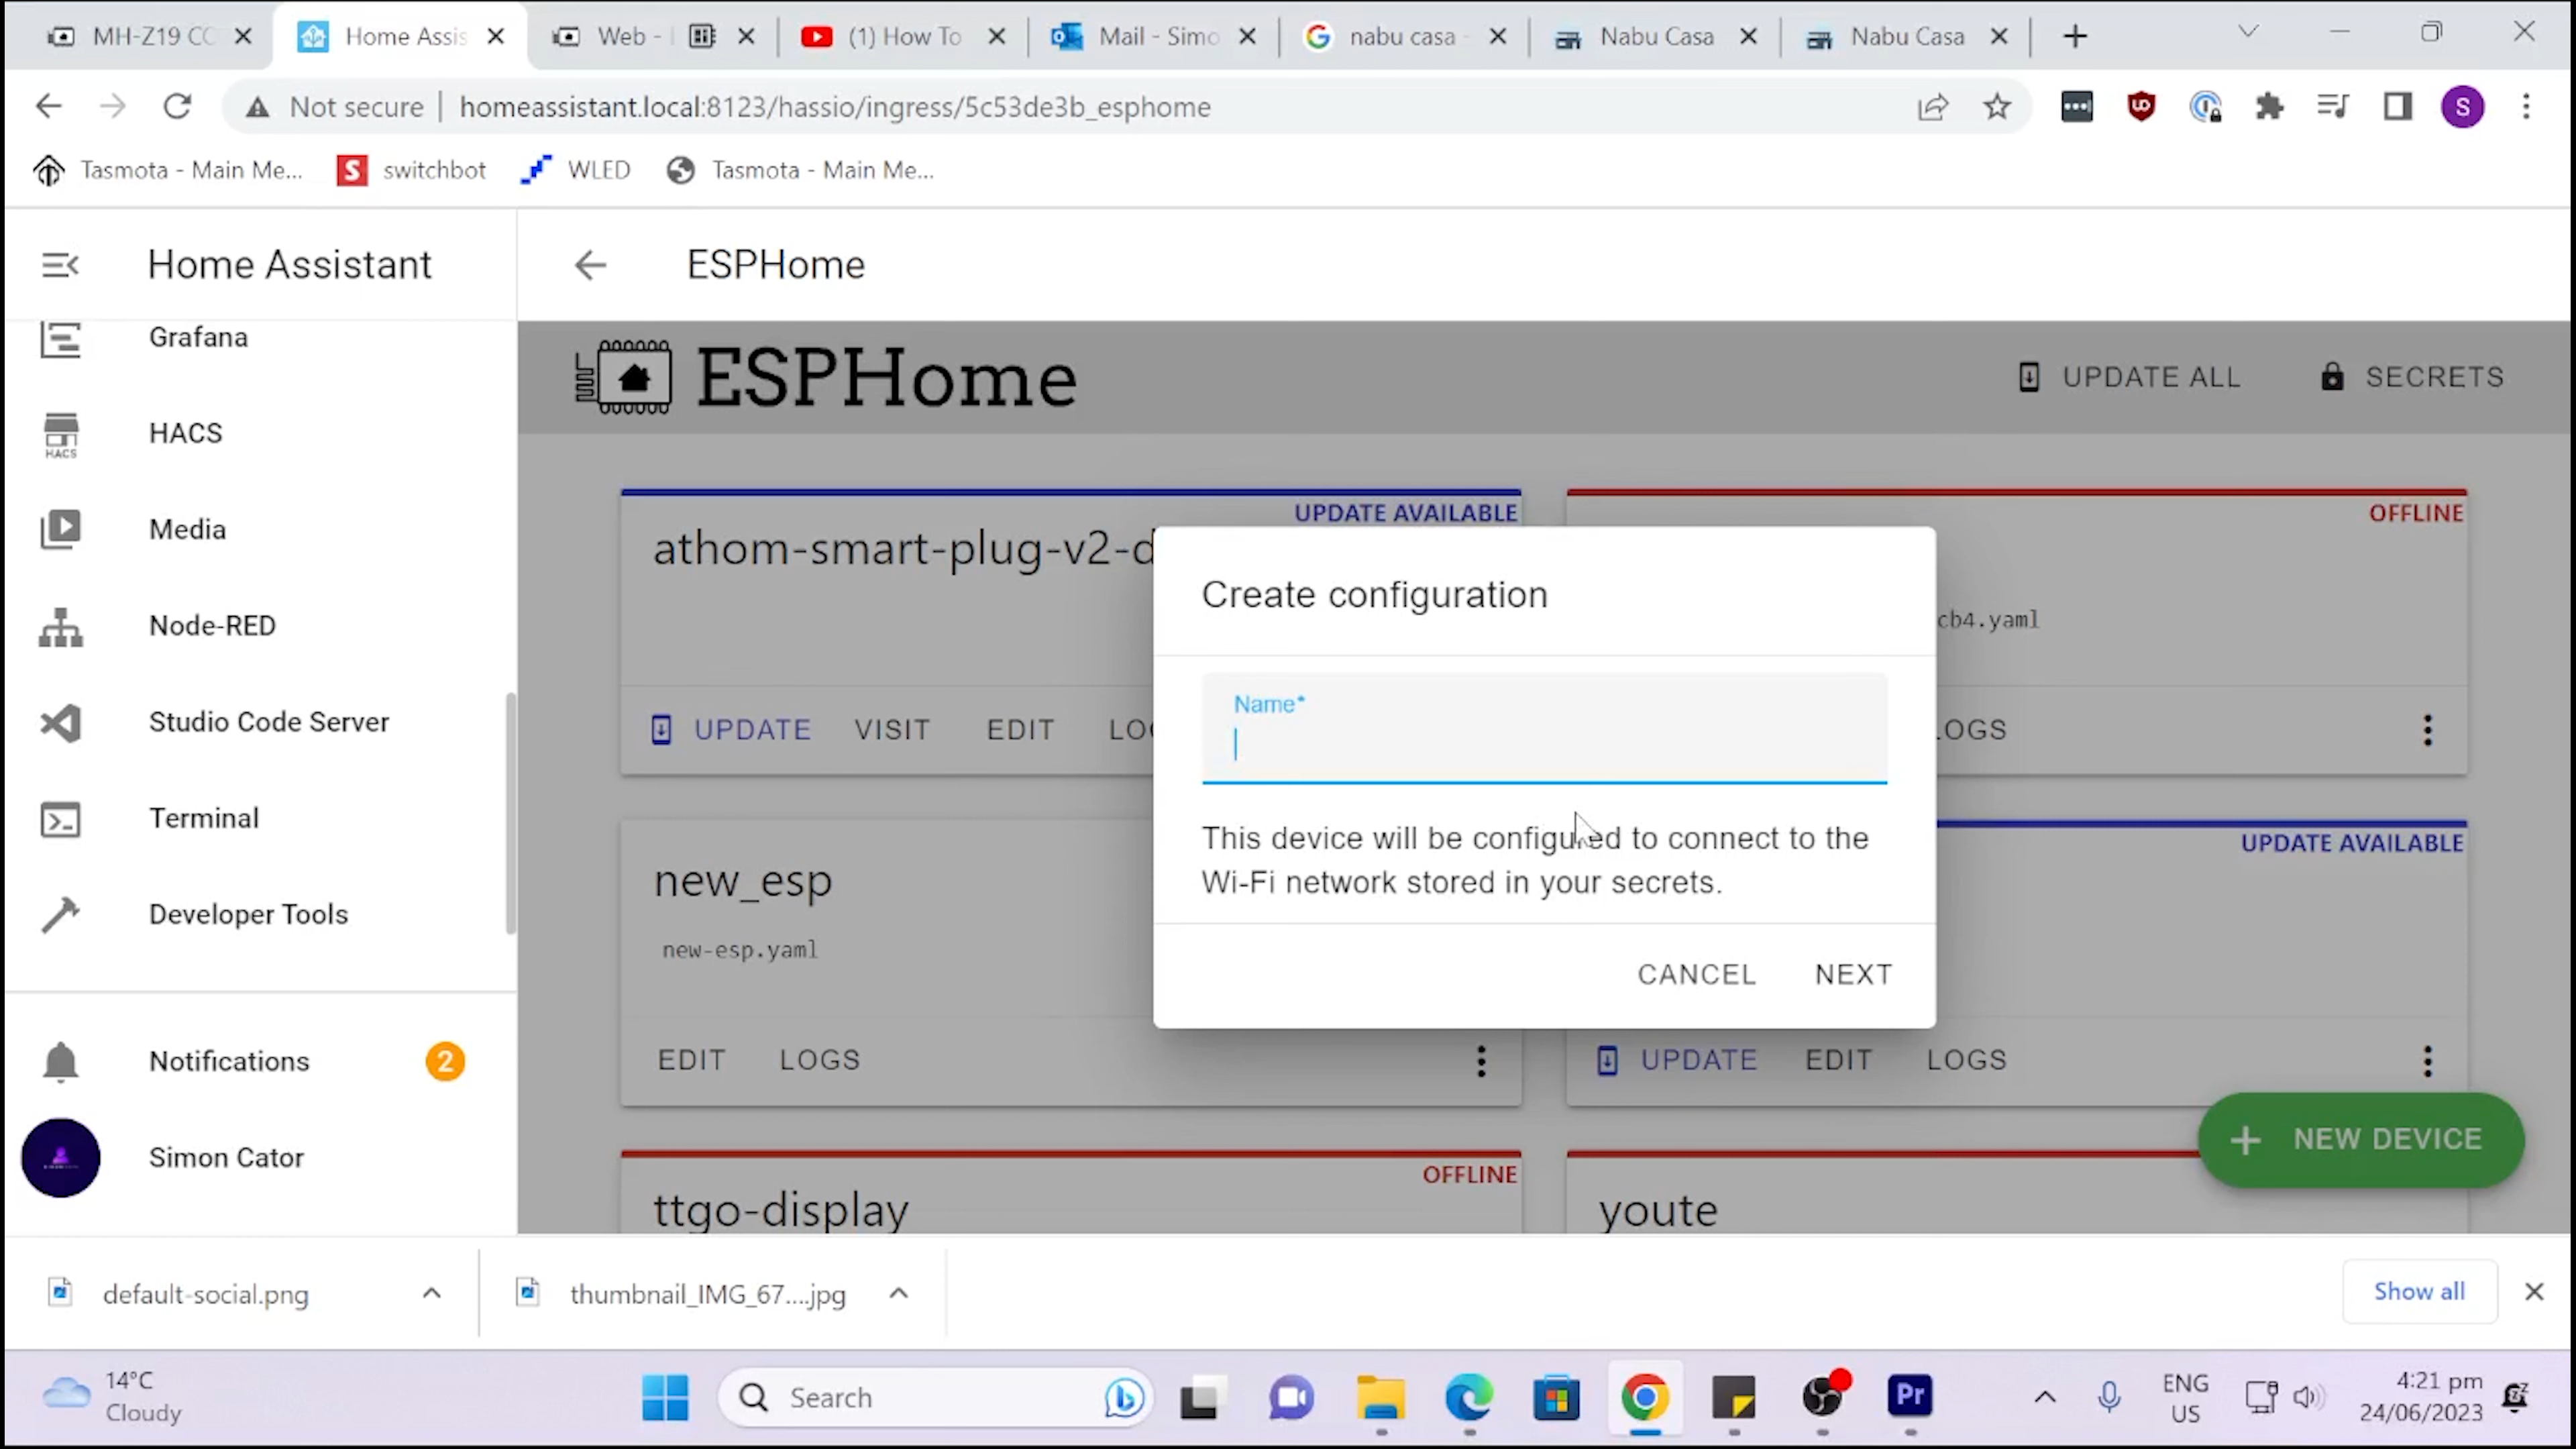 MH-Z19 CC
Home Assis
Web - |
(1) How To
Mail - Simo
nabu casa -
Nabu Casa
Nabu Casa
Not secure
homeassistant.local:8123/hassio/ingress/5c53de3b_esphome
S
Tasmota - Main Me...
switchbot
WLED
Tasmota - Main Me...
Home Assistant
ESPHome
Grafana
HACS
HACS
Media
Node-RED
Studio Code Server
Terminal
Developer Tools
Notifications
2
Simon Cator
ESPHome
UPDATE ALL
SECRETS
UPDATE AVAILABLE
athom-smart-plug-v2-d
UPDATE
VISIT
EDIT
LO
OFFLINE
cb4.yaml
LOGS
Create configuration
Name*
This device will be configured to connect to the
Wi-Fi network stored in your secrets.
CANCEL
NEXT
new_esp
new-esp.yaml
EDIT
LOGS
UPDATE AVAILABLE
UPDATE
EDIT
LOGS
NEW DEVICE
OFFLINE
ttgo-display
youte
default-social.png
thumbnail_IMG_67....jpg
Show all
14°C
Cloudy
Search
Pr
ENG
US
4:21 pm
24/06/2023